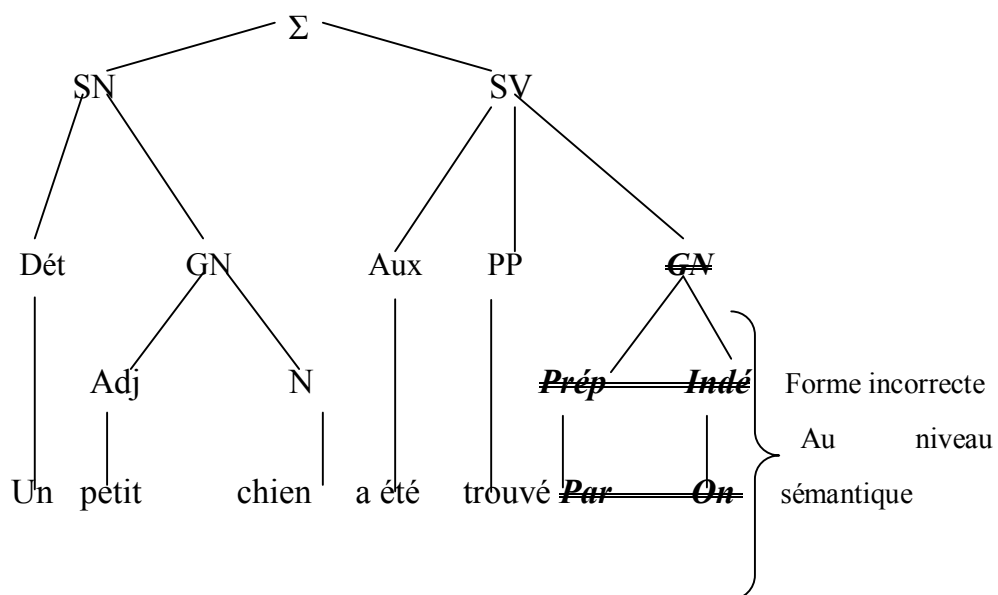 Σ
SN SV
Dét GN Aux PP GN
Adj N Prép Indé Forme incorrecte
Au niveau
Un petit chien a été trouvé Par On sémantique